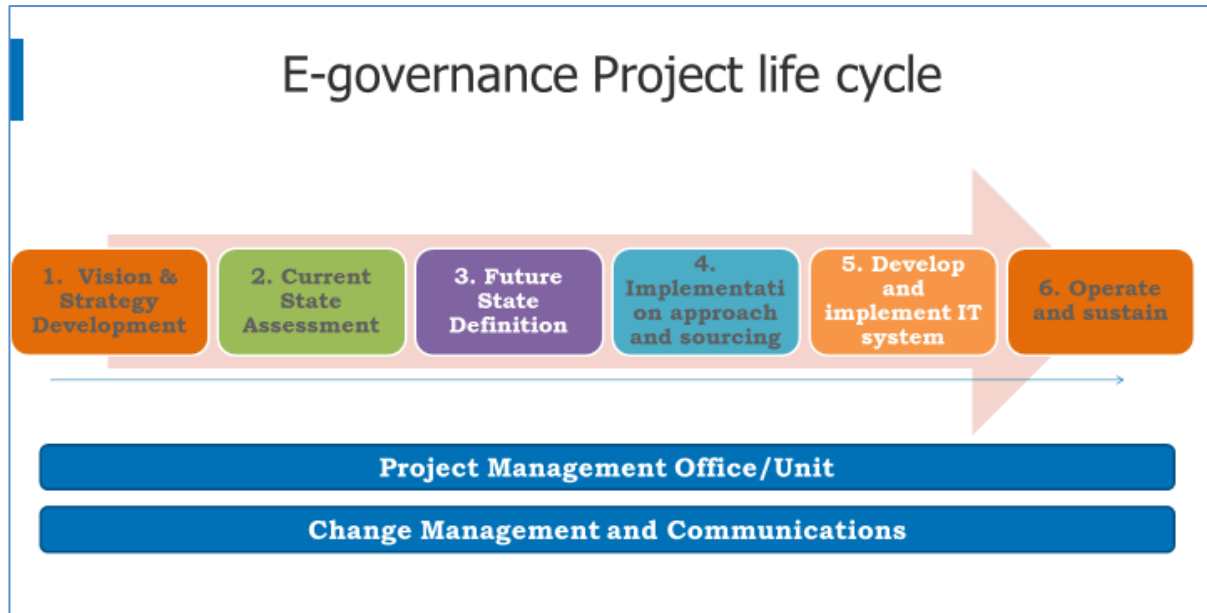 E-governance Project life cycle
1. Vision &
Strategy
Development
2. Current
State
Assessment
3. Future
State
Definition
4.
Implementati
on approach
and sourcing
5. Develop
and
implement IT
system
6. Operate
and sustain
Project Management Office/Unit
Change Management and Communications